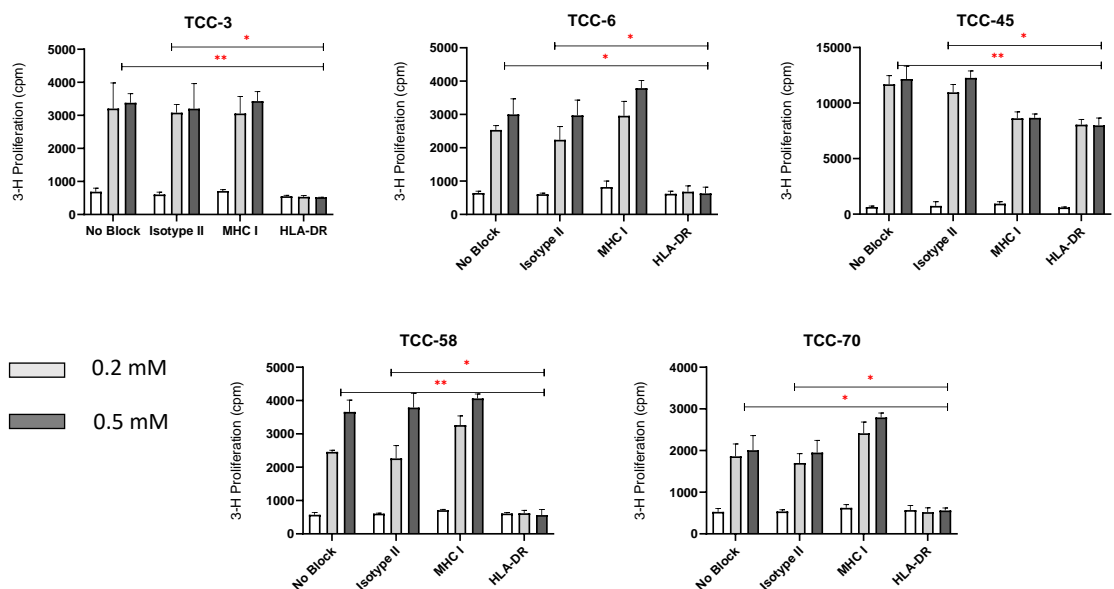 TCC-3
*
**
3-H Proliferation (cpm)
5000
4000
3000
2000
1000
0
No Block
Isotype II
MHC I
HLA-DR
TCC-6
*
*
3-H Proliferation (cpm)
5000
4000
3000
2000
1000
0
No Block
Isotype II
MHC I
HLA-DR
TCC-45
*
**
3-H Proliferation (cpm)
15000
10000
5000
0
No Block
Isotype II
MHC I
HLA-DR
0.2 mM
0.5 mM
TCC-58
*
**
3-H Proliferation (cpm)
5000
4000
3000
2000
1000
0
No Block
Isotype II
MHC I
HLA-DR
TCC-70
*
*
3-H Proliferation (cpm)
4000
3000
2000
1000
0
No Block
Isotype II
MHC I
HLA-DR